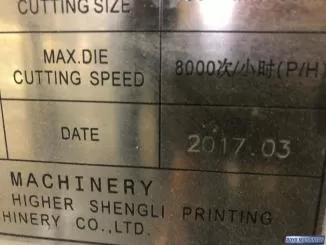 CUTTING SIZE
MAX.DIE
CUTTING SPEED
8000次/小时(P/H
DATE
2017.03
MACHINERY
HIGHER SHENGLI PRINTING
HINERY CO.,LTD.